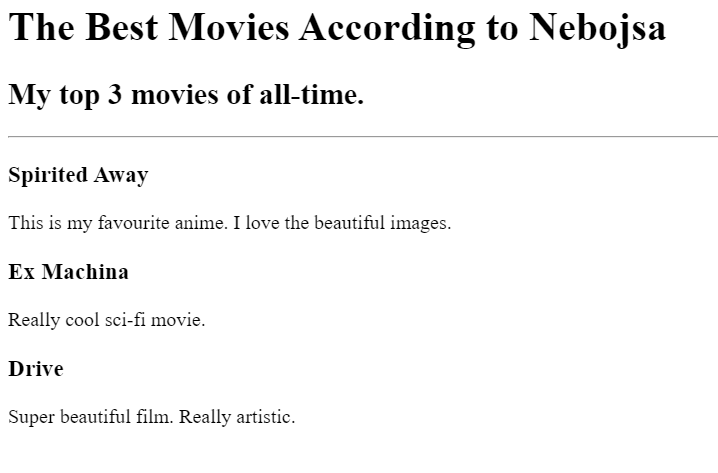 The Best Movies According to Nebojsa
My top 3 movies of all-time.
Spirited Away
This is my favourite anime. I love the beautiful images.
Ex Machina
Really cool sci-fi movie.
Drive
Super beautiful film. Really artistic.